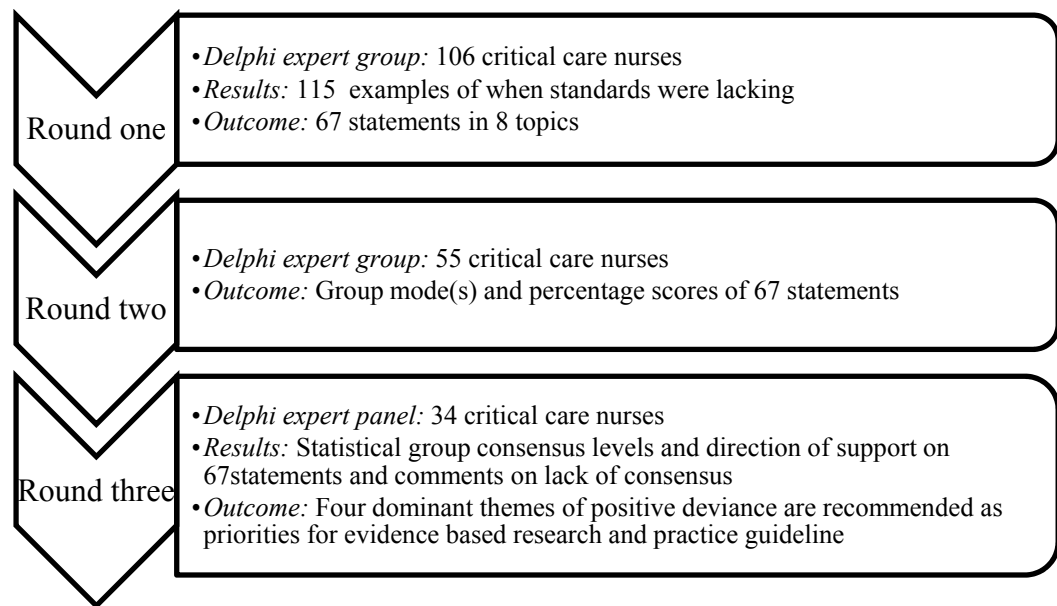 Round one
•Delphi expert group: 106 critical care nurses
•Results: 115 examples of when standards were lacking
•Outcome: 67 statements in 8 topics
Round two
•Delphi expert group: 55 critical care nurses
•Outcome: Group mode(s) and percentage scores of 67 statements
Round three
•Delphi expert panel: 34 critical care nurses
•Results: Statistical group consensus levels and direction of support on
67statements and comments on lack of consensus
•Outcome: Four dominant themes of positive deviance are recommended as
priorities for evidence based research and practice guideline